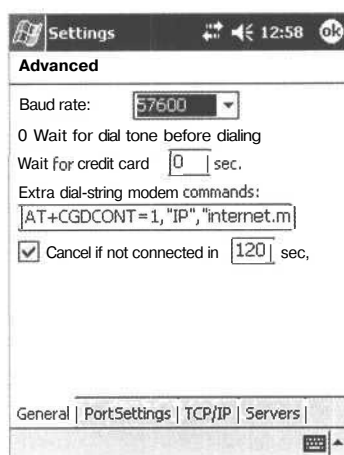 Settings 12:58 ok
Advanced
Baud rate: 57600
0 Wait for dial tone before dialing
Wait for credit card 0 sec.
Extra dial-string modem commands:
AT+CGDCONT=1,"IP","internet.m
Cancel if not connected in 120 sec,
General | PortSettings | TCP/IP | Servers |